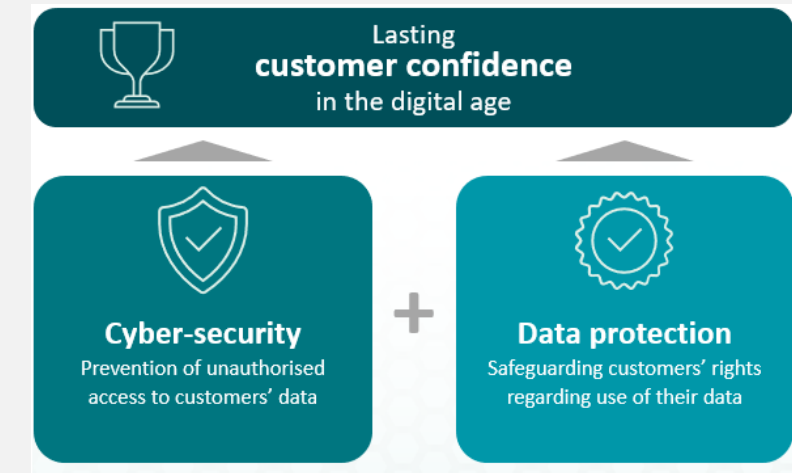 Lasting
customer confidence
in the digital age
Cyber-security
Prevention of unauthorised
access to customers’ data
+
Data protection
Safeguarding customers’ rights
regarding use of their data